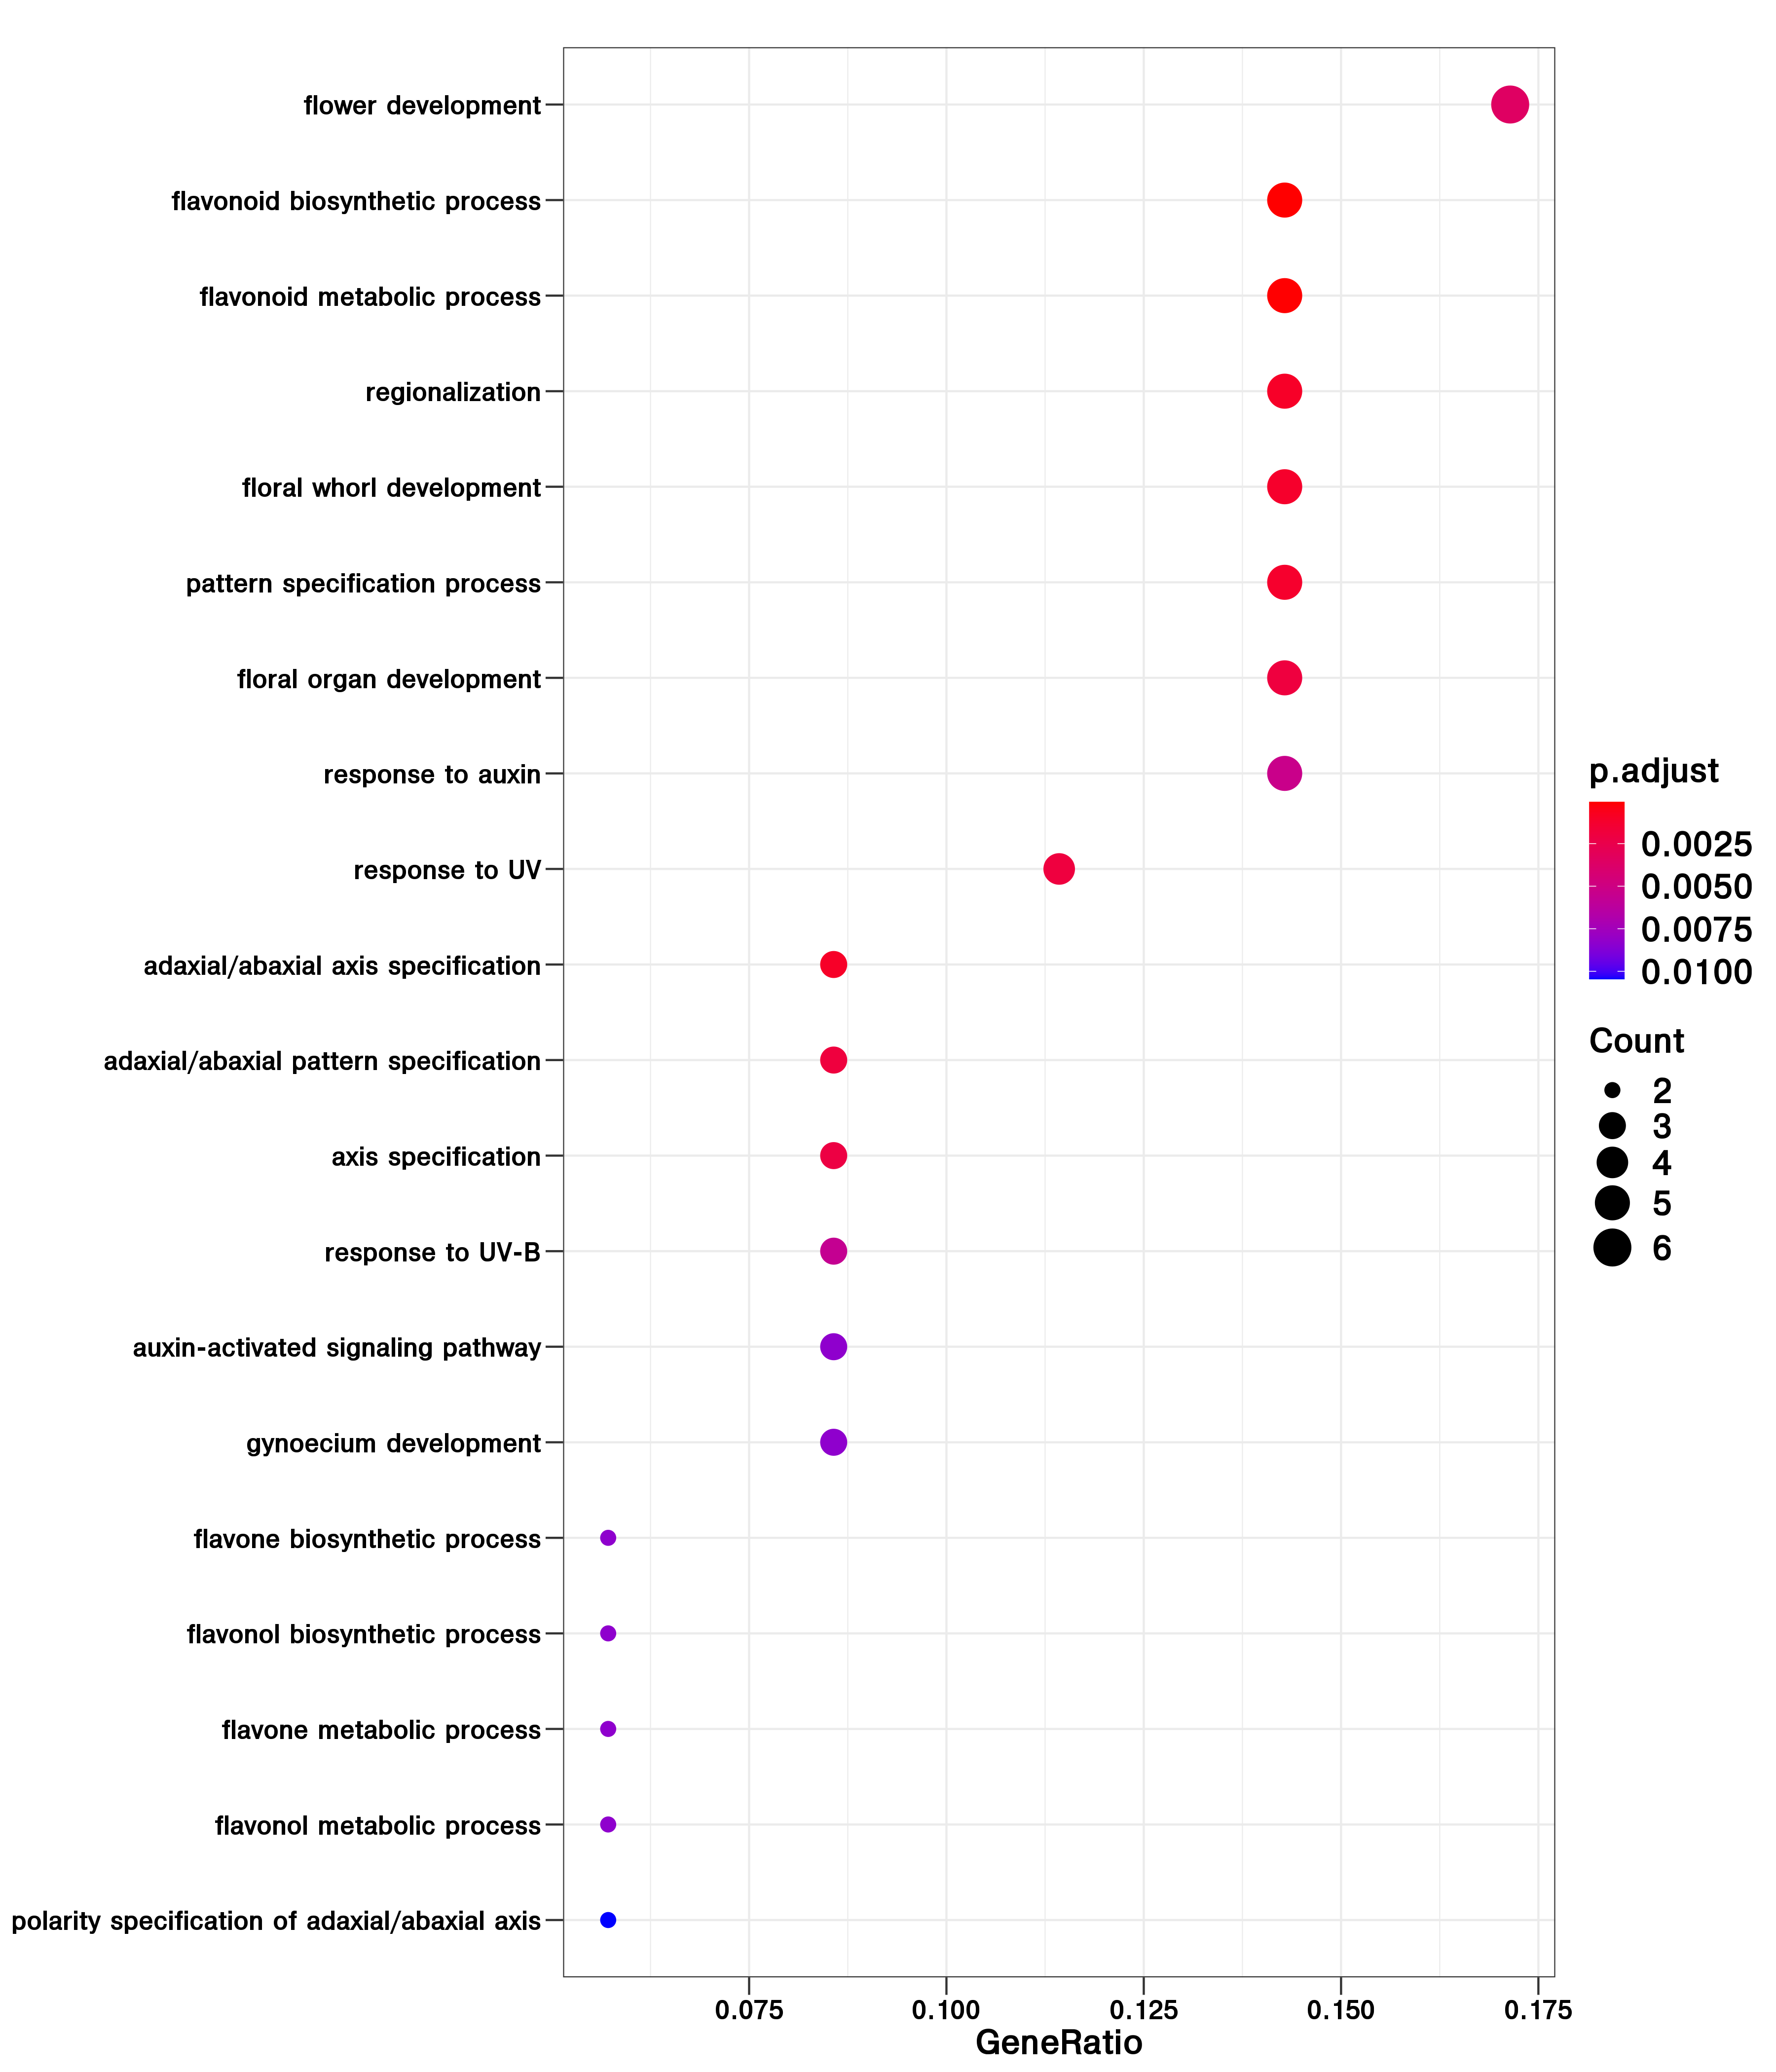 flower development
flavonoid biosynthetic process
flavonoid metabolic process
regionalization
floral whorl development
pattern specification process
floral organ development
response to auxin
response to UV
adaxial/abaxial axis specification
adaxial/abaxial pattern specification
axis specification
response to UV-B
auxin-activated signaling pathway
gynoecium development
flavone biosynthetic process
flavonol biosynthetic process
flavone metabolic process
flavonol metabolic process
polarity specification of adaxial/abaxial axis
0.075 0.100 0.125 0.150 0.175
GeneRatio
p.adjust
0.0025
0.0050
0.0075
0.0100
Count
2
3
4
5
6